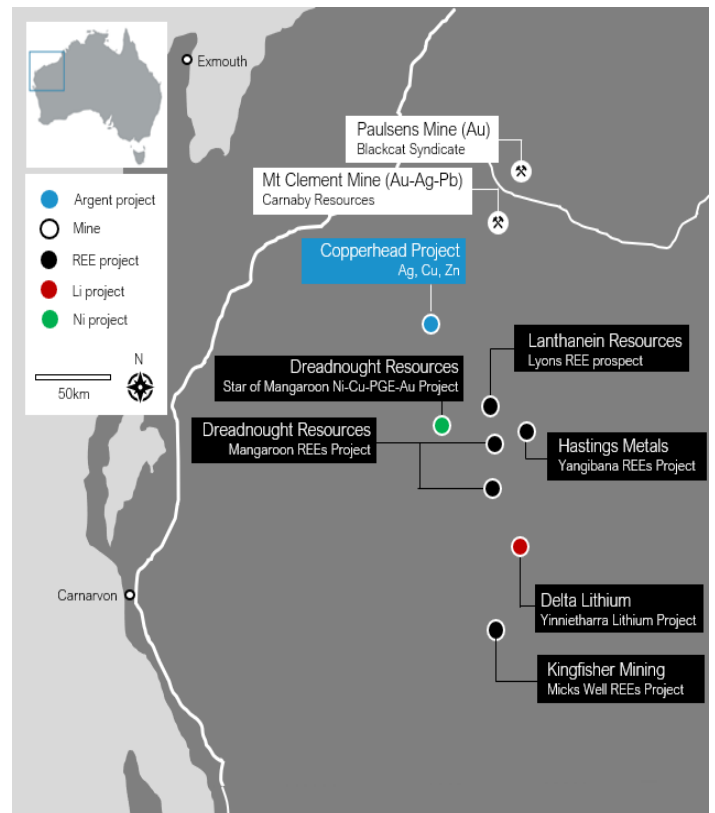 Exmouth
Paulsens Mine (Au)
Blackcat Syndicate
Mt Clement Mine (Au-Ag-Pb)
Carnaby Resources
Argent project
Mine
REE project
Li project
Ni project
N
50km
Copperhead Project
Ag, Cu, Zn
Lanthanein Resources
Lyons REE prospect
Dreadnought Resources
Star of Mangaroon Ni-Cu-PGE-Au Project
Dreadnought Resources
Mangaroon REEs Project
Hastings Metals
Yangibana REEs Project
Carnarvon
Delta Lithium
Yinnietharra Lithium Project
Kingfisher Mining
Micks Well REEs Project